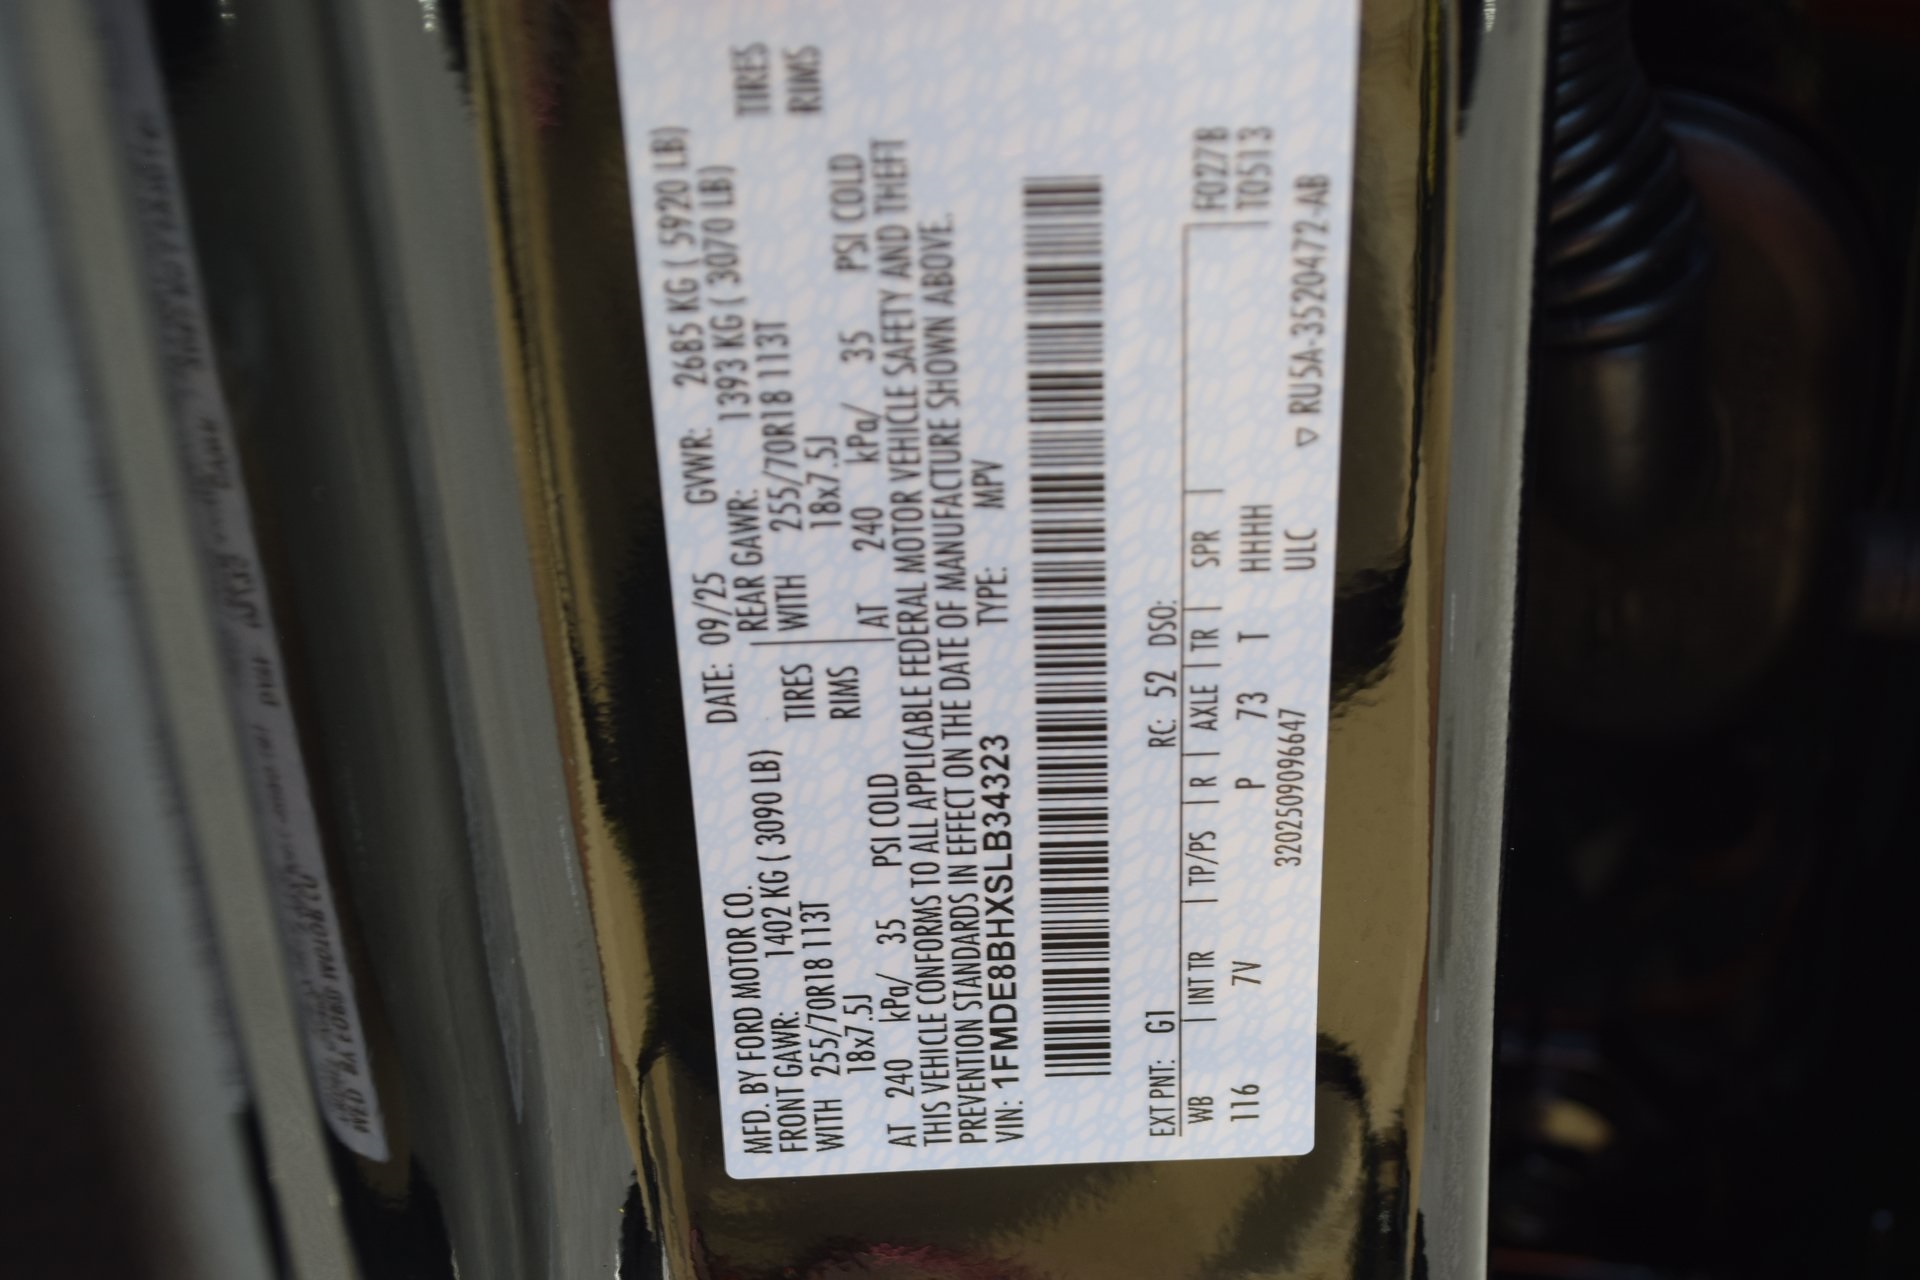 MFD. BY FORD MOTOR CO.
DATE: 09/25 GVWR: 2685 KG ( 5920 LB)
FRONT GAWR: 1402 KG ( 3090 LB)
REAR GAWR: 1393 KG ( 3070 LB)
WITH 255/70R18 113T TIRES
WITH 255/70R18 113T TIRES
18x7.5J RIMS
18x7.5J RIMS
AT 240 kPa/ 35 PSI COLD
AT 240 kPa/ 35 PSI COLD
THIS VEHICLE CONFORMS TO ALL APPLICABLE FEDERAL MOTOR VEHICLE SAFETY AND THEFT
PREVENTION STANDARDS IN EFFECT ON THE DATE OF MANUFACTURE SHOWN ABOVE.
VIN: 1FMDE8BHXSLB34323 TYPE: MPV
EXT PNT: G1 RC: 52 DSO:
WB | INT TR | TP/PS | R | AXLE | TR | SPR | F0227B
116 7V P 73 T HHHH T0513
3202509096647 ULC ▽ RU5A-3520472-AB